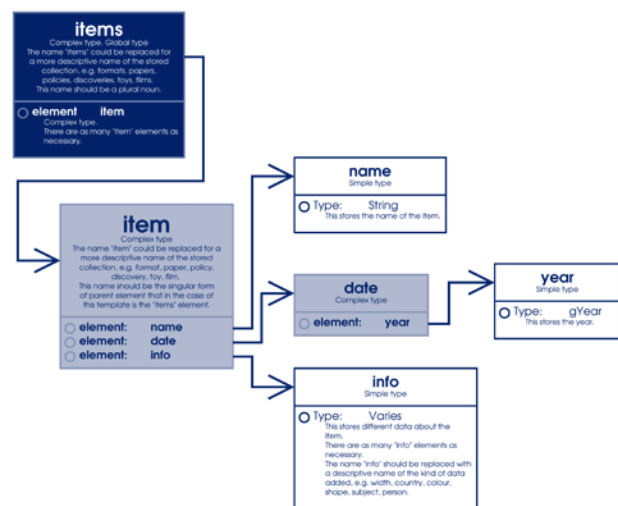 items
Complex type. Global type
The name "items" could be replaced for
a more descriptive name of the stored
collection, e.g. formats, papers,
policies, discoveries, toys, films.
This name should be a plural noun.
element item
Complex type.
There are as many "item" elements as
necessary.
item
Complex type
The name "item" could be replaced for a
more descriptive name of the stored
collection, e.g. format, paper, policy,
discovery, toy, film.
This name should be the singular form
of parent element that in the case of
this template is the "items" element.
element: name
element: date
element: info
name
Simple type
Type: String
This stores the name of the item.
date
Complex type
element: year
year
Simple type
Type: gYear
This stores the year.
info
Simple type
Type: Varies
This stores different data about the
item.
There are as many "info" elements as
necessary.
The name "info" should be replaced with
a descriptive name of the kind of data
added, e.g. width, country, colour,
shape, subject, person.